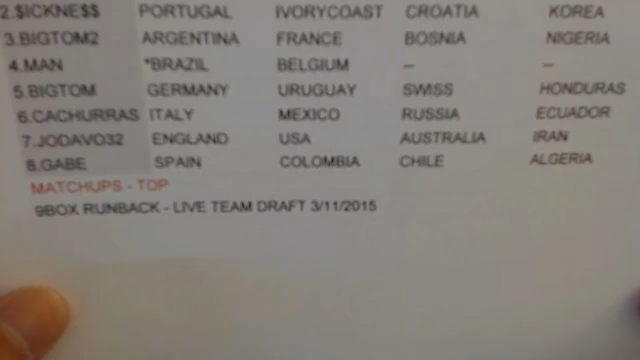 2.$ICKNE$$ PORTUGAL IVORYCOAST CROATIA KOREA
3.BIGTOM2 ARGENTINA FRANCE BOSNIA NIGERIA
4.MAN *BRAZIL BELGIUM -- --
5.BIGTOM GERMANY URUGUAY SWISS HONDURAS
6.CACHURRAS ITALY MEXICO RUSSIA ECUADOR
7.JODAVO32 ENGLAND USA AUSTRALIA IRAN
8.GABE SPAIN COLOMBIA CHILE ALGERIA
MATCHUPS - TOP
9BOX RUNBACK - LIVE TEAM DRAFT 3/11/2015